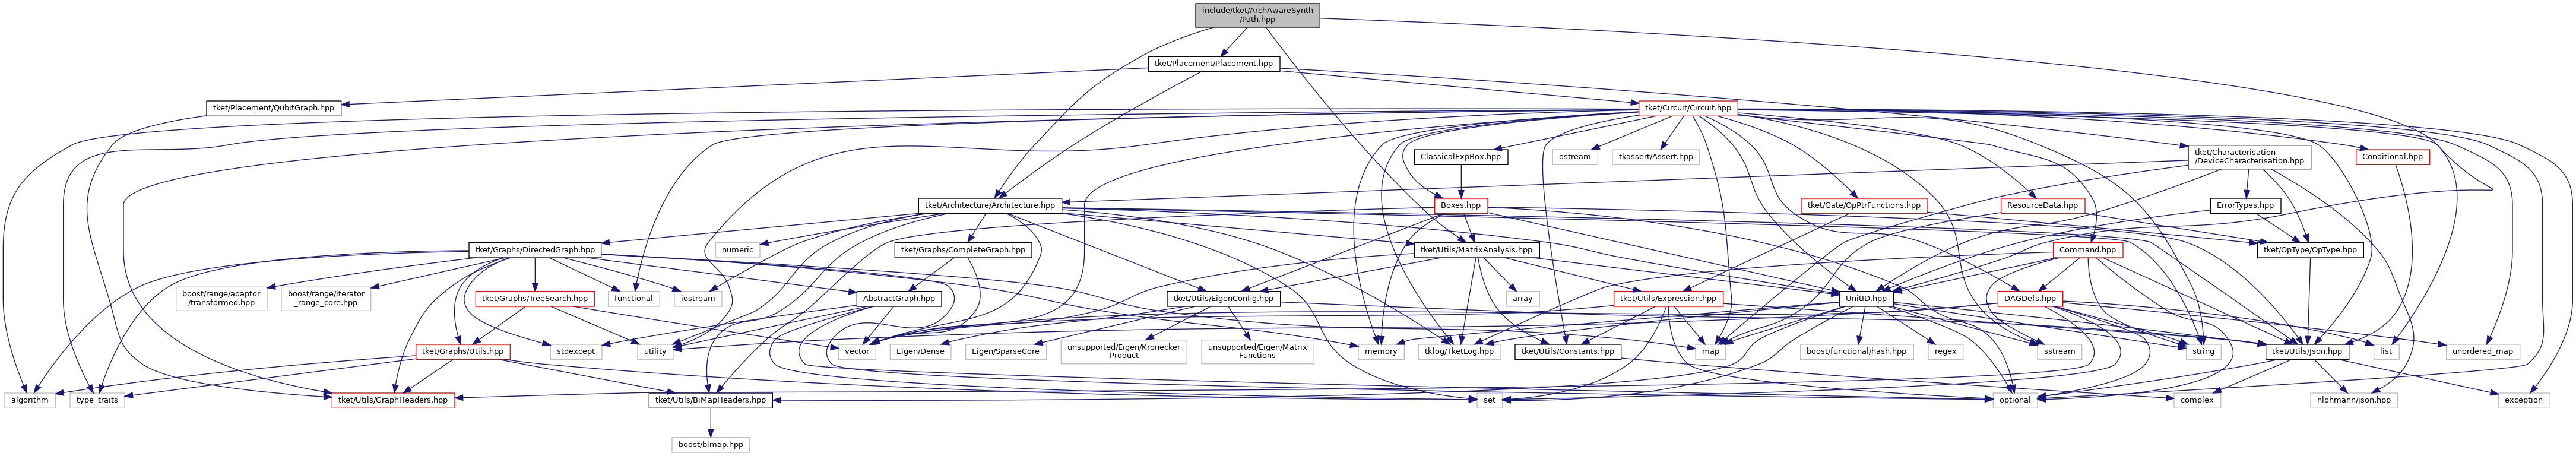 include/tket/ArchAwareSynth
/Path.hpp
tket/Placement/Placement.hpp
tket/Placement/QubitGraph.hpp
tket/Circuit/Circuit.hpp
ClassicalExpBox.hpp
ostream
tkassert/Assert.hpp
tket/Characterisation
/DeviceCharacterisation.hpp
Conditional.hpp
tket/Architecture/Architecture.hpp
Boxes.hpp
tket/Gate/OpPtrFunctions.hpp
ResourceData.hpp
ErrorTypes.hpp
tket/Graphs/DirectedGraph.hpp
numeric
tket/Graphs/CompleteGraph.hpp
tket/Utils/MatrixAnalysis.hpp
Command.hpp
tket/OpType/OpType.hpp
boost/range/adaptor
/transformed.hpp
boost/range/iterator
_range_core.hpp
tket/Graphs/TreeSearch.hpp
functional
iostream
AbstractGraph.hpp
tket/Utils/EigenConfig.hpp
array
tket/Utils/Expression.hpp
UnitID.hpp
DAGDefs.hpp
tket/Graphs/Utils.hpp
stdexcept
utility
vector
Eigen/Dense
Eigen/SparseCore
unsupported/Eigen/Kronecker
Product
unsupported/Eigen/Matrix
Functions
memory
tklog/TketLog.hpp
tket/Utils/Constants.hpp
map
boost/functional/hash.hpp
regex
sstream
string
tket/Utils/Json.hpp
list
unordered_map
algorithm
type_traits
tket/Utils/GraphHeaders.hpp
tket/Utils/BiMapHeaders.hpp
set
optional
complex
nlohmann/json.hpp
exception
boost/bimap.hpp